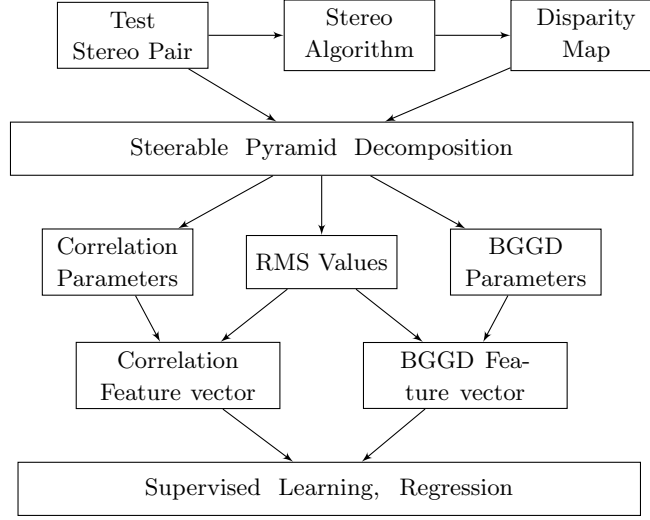 Test
Stereo Pair
Stereo
Algorithm
Disparity
Map
Steerable Pyramid Decomposition
Correlation
Parameters
RMS Values
BGGD
Parameters
Correlation
Feature vector
BGGD Fea-
ture vector
Supervised Learning, Regression